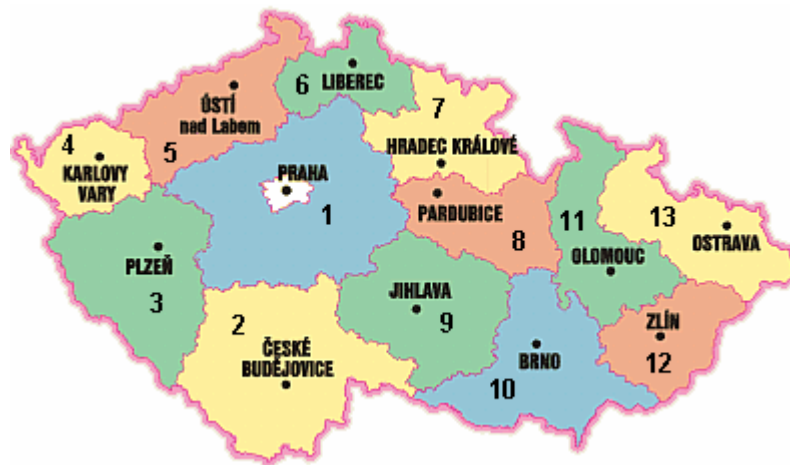 6
LIBEREC
ÚSTÍ
nad Labem
5
7
HRADEC KRÁLOVÉ
4
KARLOVY
VARY
PRAHA
1
PARDUBICE
8
11
13
OSTRAVA
OLOMOUC
PLZEŇ
3
JIHLAVA
9
2
ČESKÉ
BUDĚJOVICE
BRNO
10
ZLÍN
12